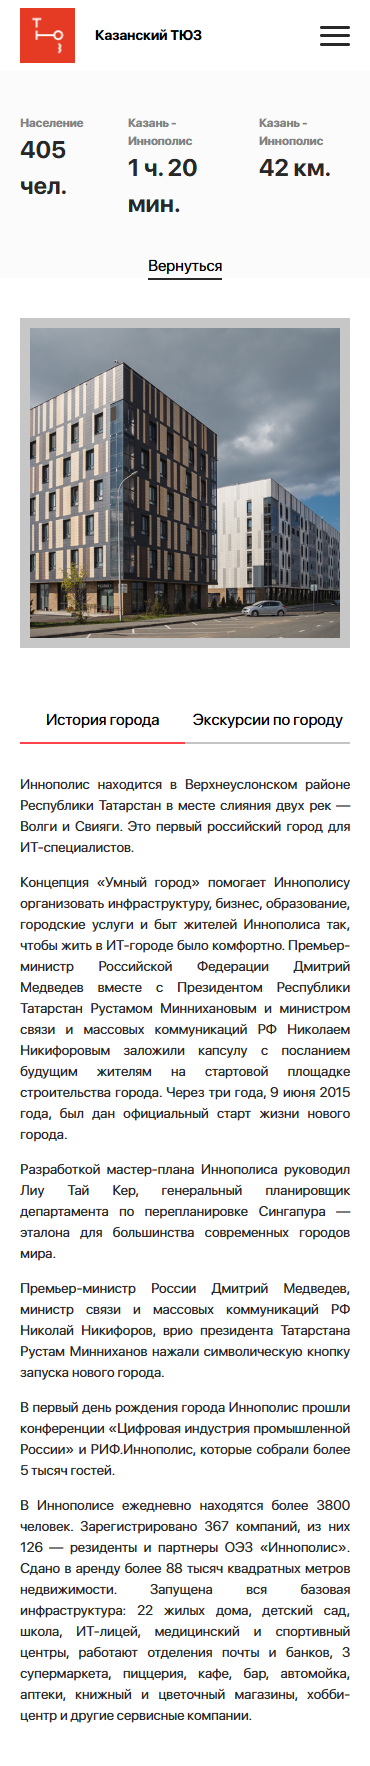 Т
Ю
З
Казанский ТЮЗ
Население
405
чел.
Казань -
Иннополис
1 ч. 20
мин.
Казань -
Иннополис
42 км.
Вернуться
История города
Экскурсии по городу
Иннополис находится в Верхнеуслонском районе
Республики Татарстан в месте слияния двух рек —
Волги и Свияги. Это первый российский город для
ИТ-специалистов.
Концепция «Умный город» помогает Иннополису
организовать инфраструктуру, бизнес, образование,
городские услуги и быт жителей Иннополиса так,
чтобы жить в ИТ-городе было комфортно. Премьер-
министр Российской Федерации Дмитрий
Медведев вместе с Президентом Республики
Татарстан Рустамом Миннихановым и министром
связи и массовых коммуникаций РФ Николаем
Никифоровым заложили капсулу с посланием
будущим жителям на стартовой площадке
строительства города. Через три года, 9 июня 2015
года, был дан официальный старт жизни нового
города.
Разработкой мастер-плана Иннополиса руководил
Лиу Тай Кер, генеральный планировщик
департамента по перепланировке Сингапура —
эталона для большинства современных городов
мира.
Премьер-министр России Дмитрий Медведев,
министр связи и массовых коммуникаций РФ
Николай Никифоров, врио президента Татарстана
Рустам Минниханов нажали символическую кнопку
запуска нового города.
В первый день рождения города Иннополис прошли
конференции «Цифровая индустрия промышленной
России» и РИФ.Иннополис, которые собрали более
5 тысяч гостей.
В Иннополисе ежедневно находятся более 3800
человек. Зарегистрировано 367 компаний, из них
126 — резиденты и партнеры ОЭЗ «Иннополис».
Сдано в аренду более 88 тысяч квадратных метров
недвижимости. Запущена вся базовая
инфраструктура: 22 жилых дома, детский сад,
школа, ИТ-лицей, медицинский и спортивный
центры, работают отделения почты и банков, 3
супермаркета, пиццерия, кафе, бар, автомойка,
аптеки, книжный и цветочный магазины, хобби-
центр и другие сервисные компании.